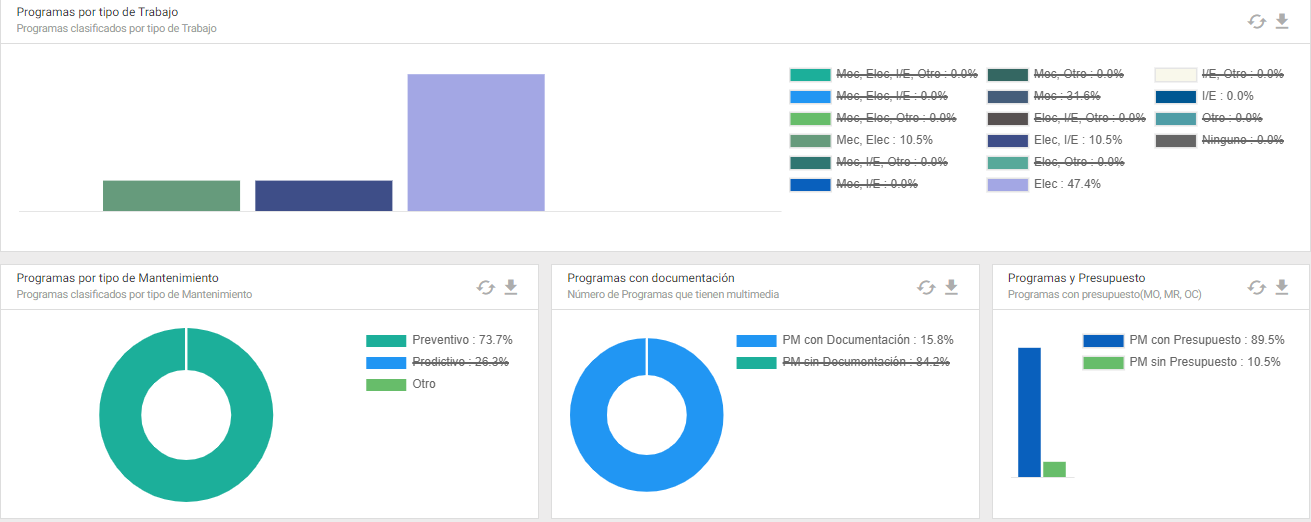 Programas por tipo de Trabajo
Programas clasificados por tipo de Trabajo
Mec, Elec, I/E, Otro : 0.0%
Mec, Elec, I/E : 0.0%
Mec, Elec, Otro : 0.0%
Mec, Elec : 10.5%
Mec, I/E, Otro : 0.0%
Mec, I/E : 0.0%
Mec, Otro : 0.0%
Mec : 31.6%
Elec, I/E, Otro : 0.0%
Elec, I/E : 10.5%
Elec, Otro : 0.0%
Elec : 47.4%
I/E, Otro : 0.0%
I/E : 0.0%
Otro : 0.0%
Ninguno : 0.0%
Programas por tipo de Mantenimiento
Programas clasificados por tipo de Mantenimiento
Preventivo : 73.7%
Predictivo : 26.3%
Otro
Programas con documentación
Número de Programas que tienen multimedia
PM con Documentación : 15.8%
PM sin Documentación : 84.2%
Programas y Presupuesto
Programas con presupuesto(MO, MR, OC)
PM con Presupuesto : 89.5%
PM sin Presupuesto : 10.5%